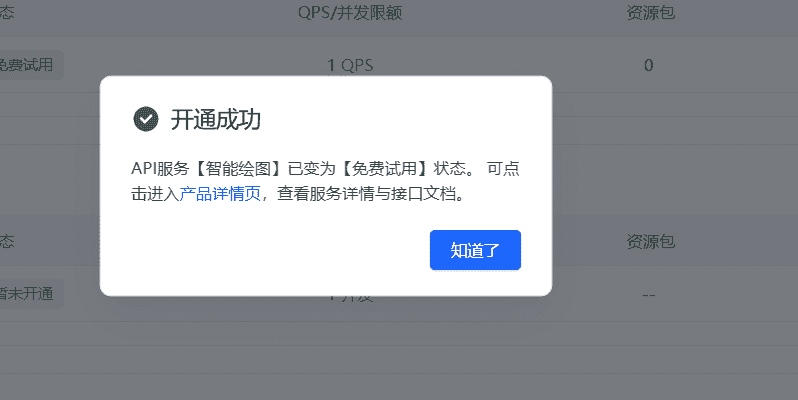 态 QPS/并发限额 资源包
免费试用 1 QPS 0
开通成功
API服务【智能绘图】已变为【免费试用】状态。 可点
击进入产品详情页，查看服务详情与接口文档。
知道了
态 资源包
暂未开通 1 并发 --